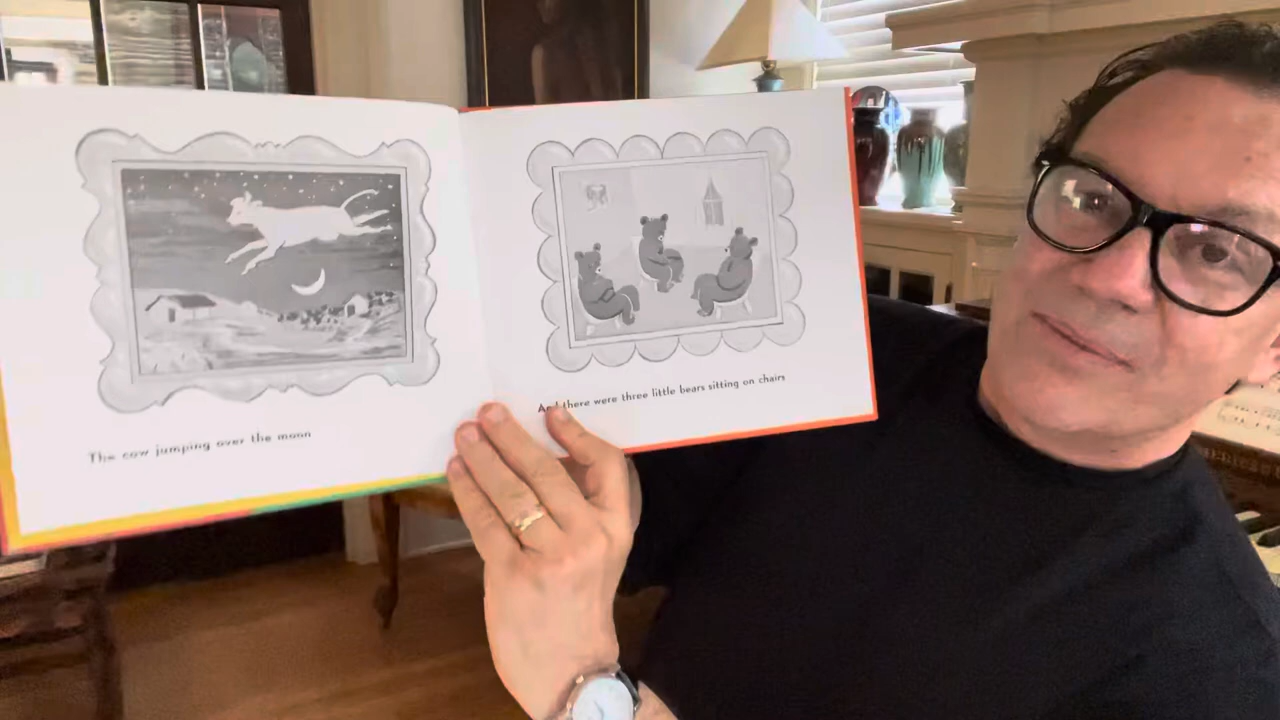 The cow jumping over the moon
And there were three little bears sitting on chairs